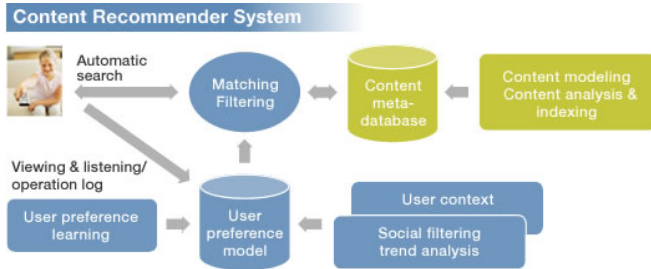 Content Recommender System
Automatic
search
Matching
Filtering
Content
meta-
database
Content modeling
Content analysis &
indexing
Viewing & listening/
operation log
User preference
learning
User
preference
model
User context
Social filtering
trend analysis